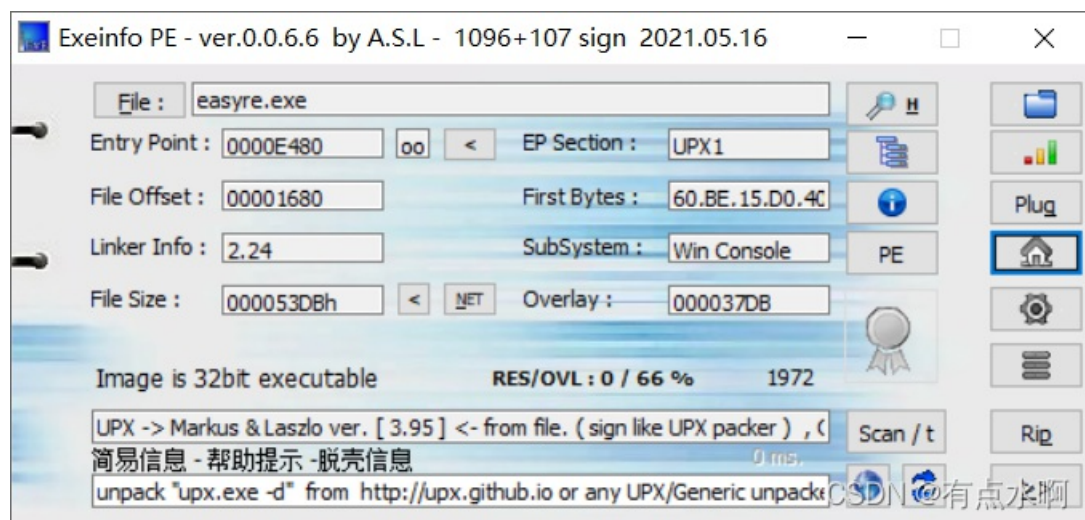 Exeinfo PE - ver.0.0.6.6 by A.S.L - 1096+107 sign 2021.05.16
File : easyre.exe H
Entry Point : 0000E480 oo < EP Section : UPX1
File Offset : 00001680 First Bytes : 60.BE.15.D0.4C Plug
Linker Info : 2.24 SubSystem : Win Console PE
File Size : 000053DBh < NET Overlay : 000037DB
Image is 32bit executable RES/OVL : 0 / 66 % 1972
UPX -> Markus & Laszlo ver. [ 3.95 ] <- from file. ( sign like UPX packer ) , ( Scan / t Rip
简易信息 - 帮助提示 -脱壳信息 0 ms.
unpack "upx.exe -d" from http://upx.github.io or any UPX/Generic unpacke
CSDN @有点水啊